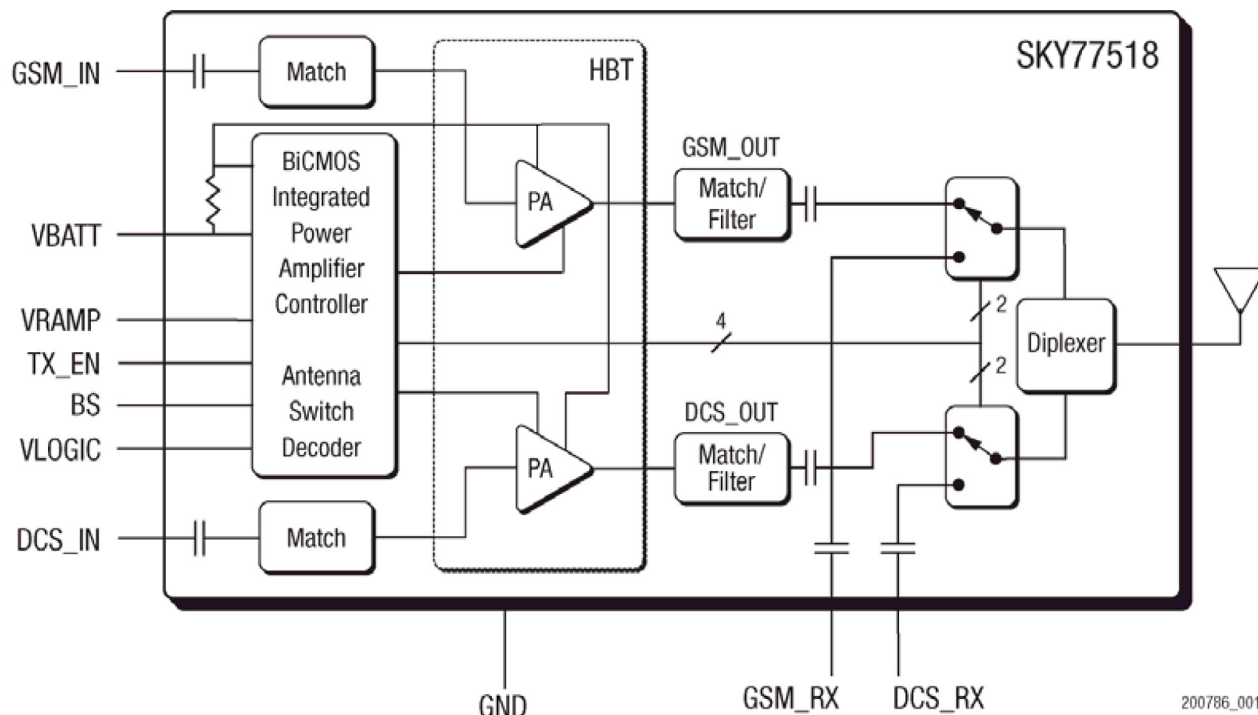 SKY77518
GSM_IN
Match
HBT
BiCMOS
Integrated
Power
Amplifier
Controller
Antenna
Switch
Decoder
VBATT
VRAMP
TX_EN
BS
VLOGIC
PA
GSM_OUT
Match/
Filter
4
2
2
Diplexer
DCS_OUT
Match/
Filter
PA
DCS_IN
Match
GND
GSM_RX
DCS_RX
200786_001